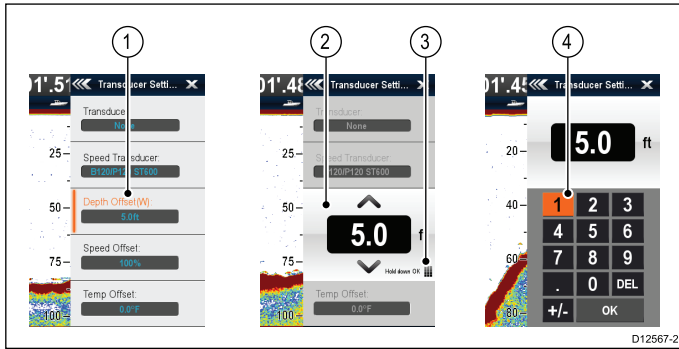 1
2
3
4
01'.51
Transducer Setti...
X
Transduce
None
Speed Transducer:
B120/P120 ST600
Depth Offset(W):
5.0ft
Speed Offset:
100%
Temp Offset:
0.0°F
25
50
75
100
01'.48
Transducer Setti...
Transducer
None
Speed Transducer
B120/P120 ST600
5.0
f
Hold down OK
Temp Offset:
0.0°F
25
50
75
100
01'.45
Transducer Setti...
X
5.0 ft
20
40
60
80
1 2 3
4 5 6
7 8 9
. 0 DEL
+/- OK
D12567-2